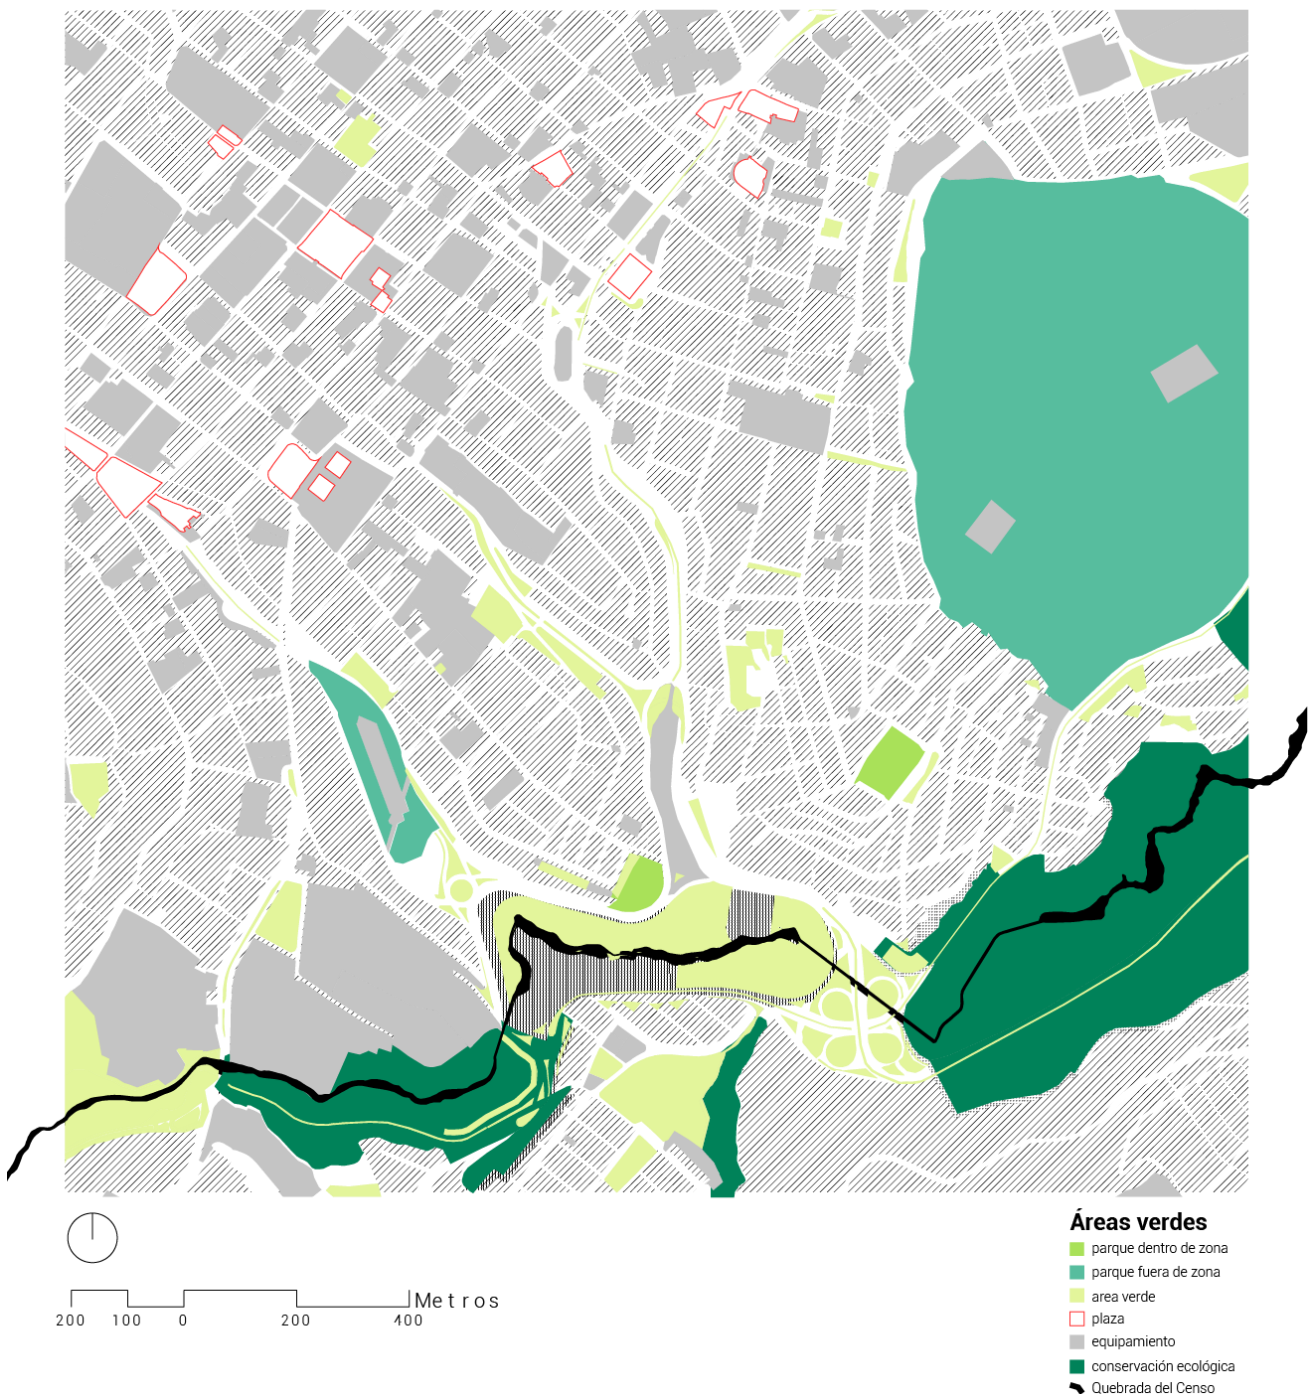 Áreas verdes
parque dentro de zona
parque fuera de zona
area verde
plaza
equipamiento
conservación ecológica
Quebrada del Censo
Metros
200 100 0 200 400